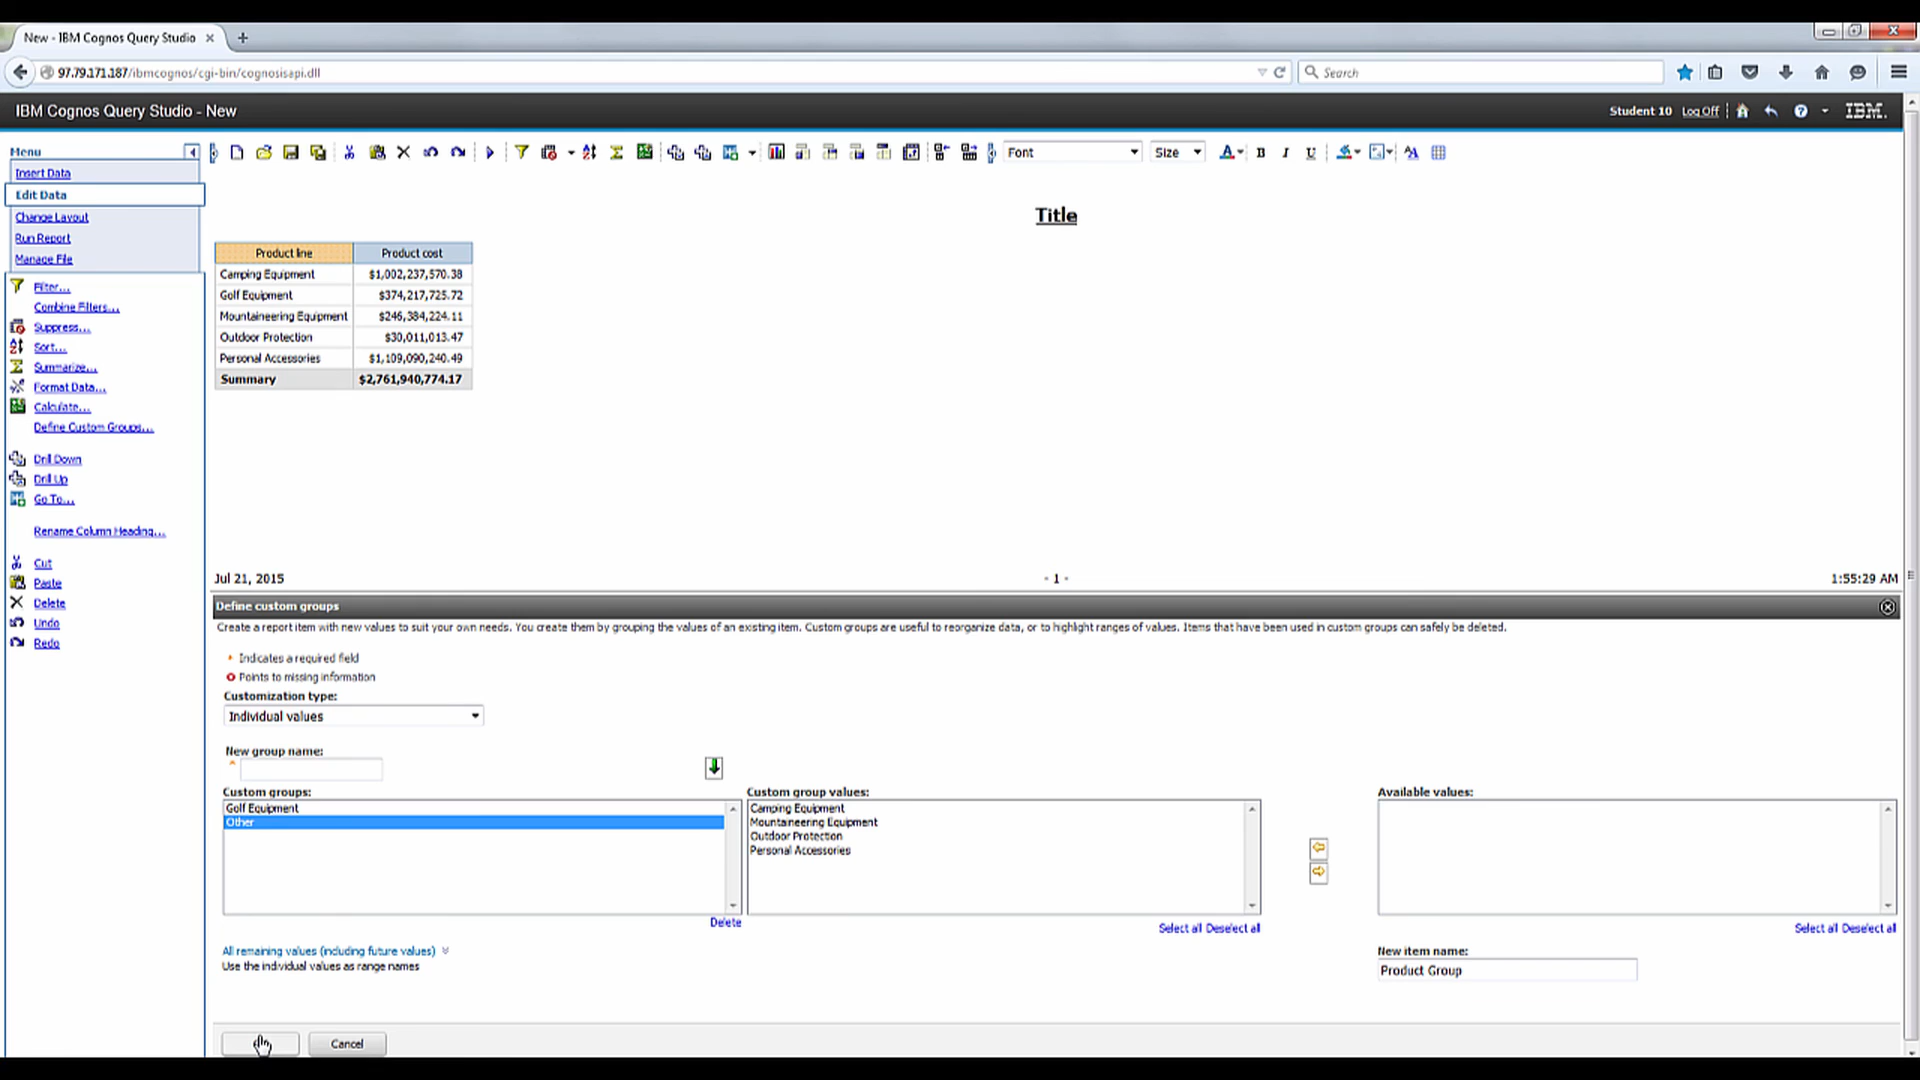 New - IBM Cognos Query Studio
97.79.171.187/ibmcognos/cgi-bin/cognosisapi.dll
Search
IBM Cognos Query Studio - New
Student 10 Log Off IBM.
Menu
Insert Data
Edit Data
Change Layout
Run Report
Manage File
Filter...
Combine Filters...
Suppress...
Sort...
Summarize...
Format Data...
Calculate...
Define Custom Groups...
Drill Down
Drill Up
Go To...
Rename Column Heading...
Cut
Paste
Delete
Undo
Redo
Font Size A B I U
Title
Product line Product cost
Camping Equipment $1,002,237,570.38
Golf Equipment $374,217,725.72
Mountaineering Equipment $246,384,224.11
Outdoor Protection $30,011,013.47
Personal Accessories $1,109,090,240.49
Summary $2,761,940,774.17
Jul 21, 2015 - 1 - 1:55:29 AM
Define custom groups
Create a report item with new values to suit your own needs. You create them by grouping the values of an existing item. Custom groups are useful to reorganize data, or to highlight ranges of values. Items that have been used in custom groups can safely be deleted.
Indicates a required field
Points to missing information
Customization type:
Individual values
New group name:
Custom groups:
Golf Equipment
Other
Delete
Custom group values:
Camping Equipment
Mountaineering Equipment
Outdoor Protection
Personal Accessories
Select all Deselect all
Available values:
Select all Deselect all
All remaining values (including future values)
Use the individual values as range names
New item name:
Product Group
Cancel